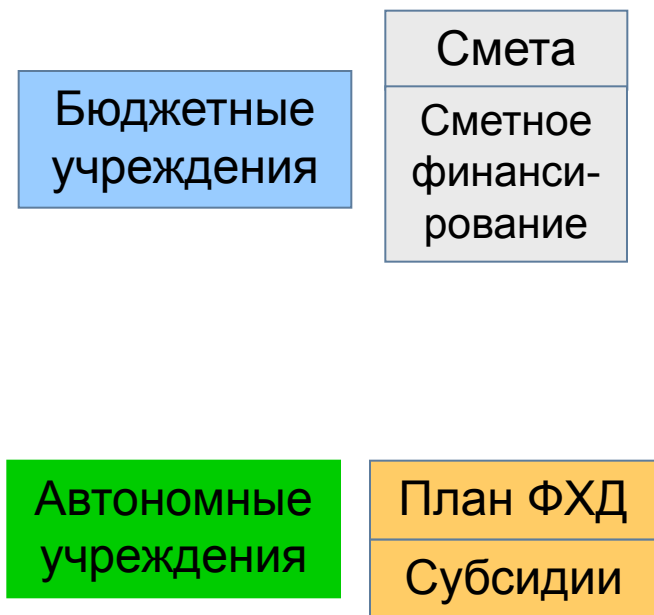 Бюджетные
учреждения
Смета
Сметное
финанси-
рование
Автономные
учреждения
План ФХД
Субсидии